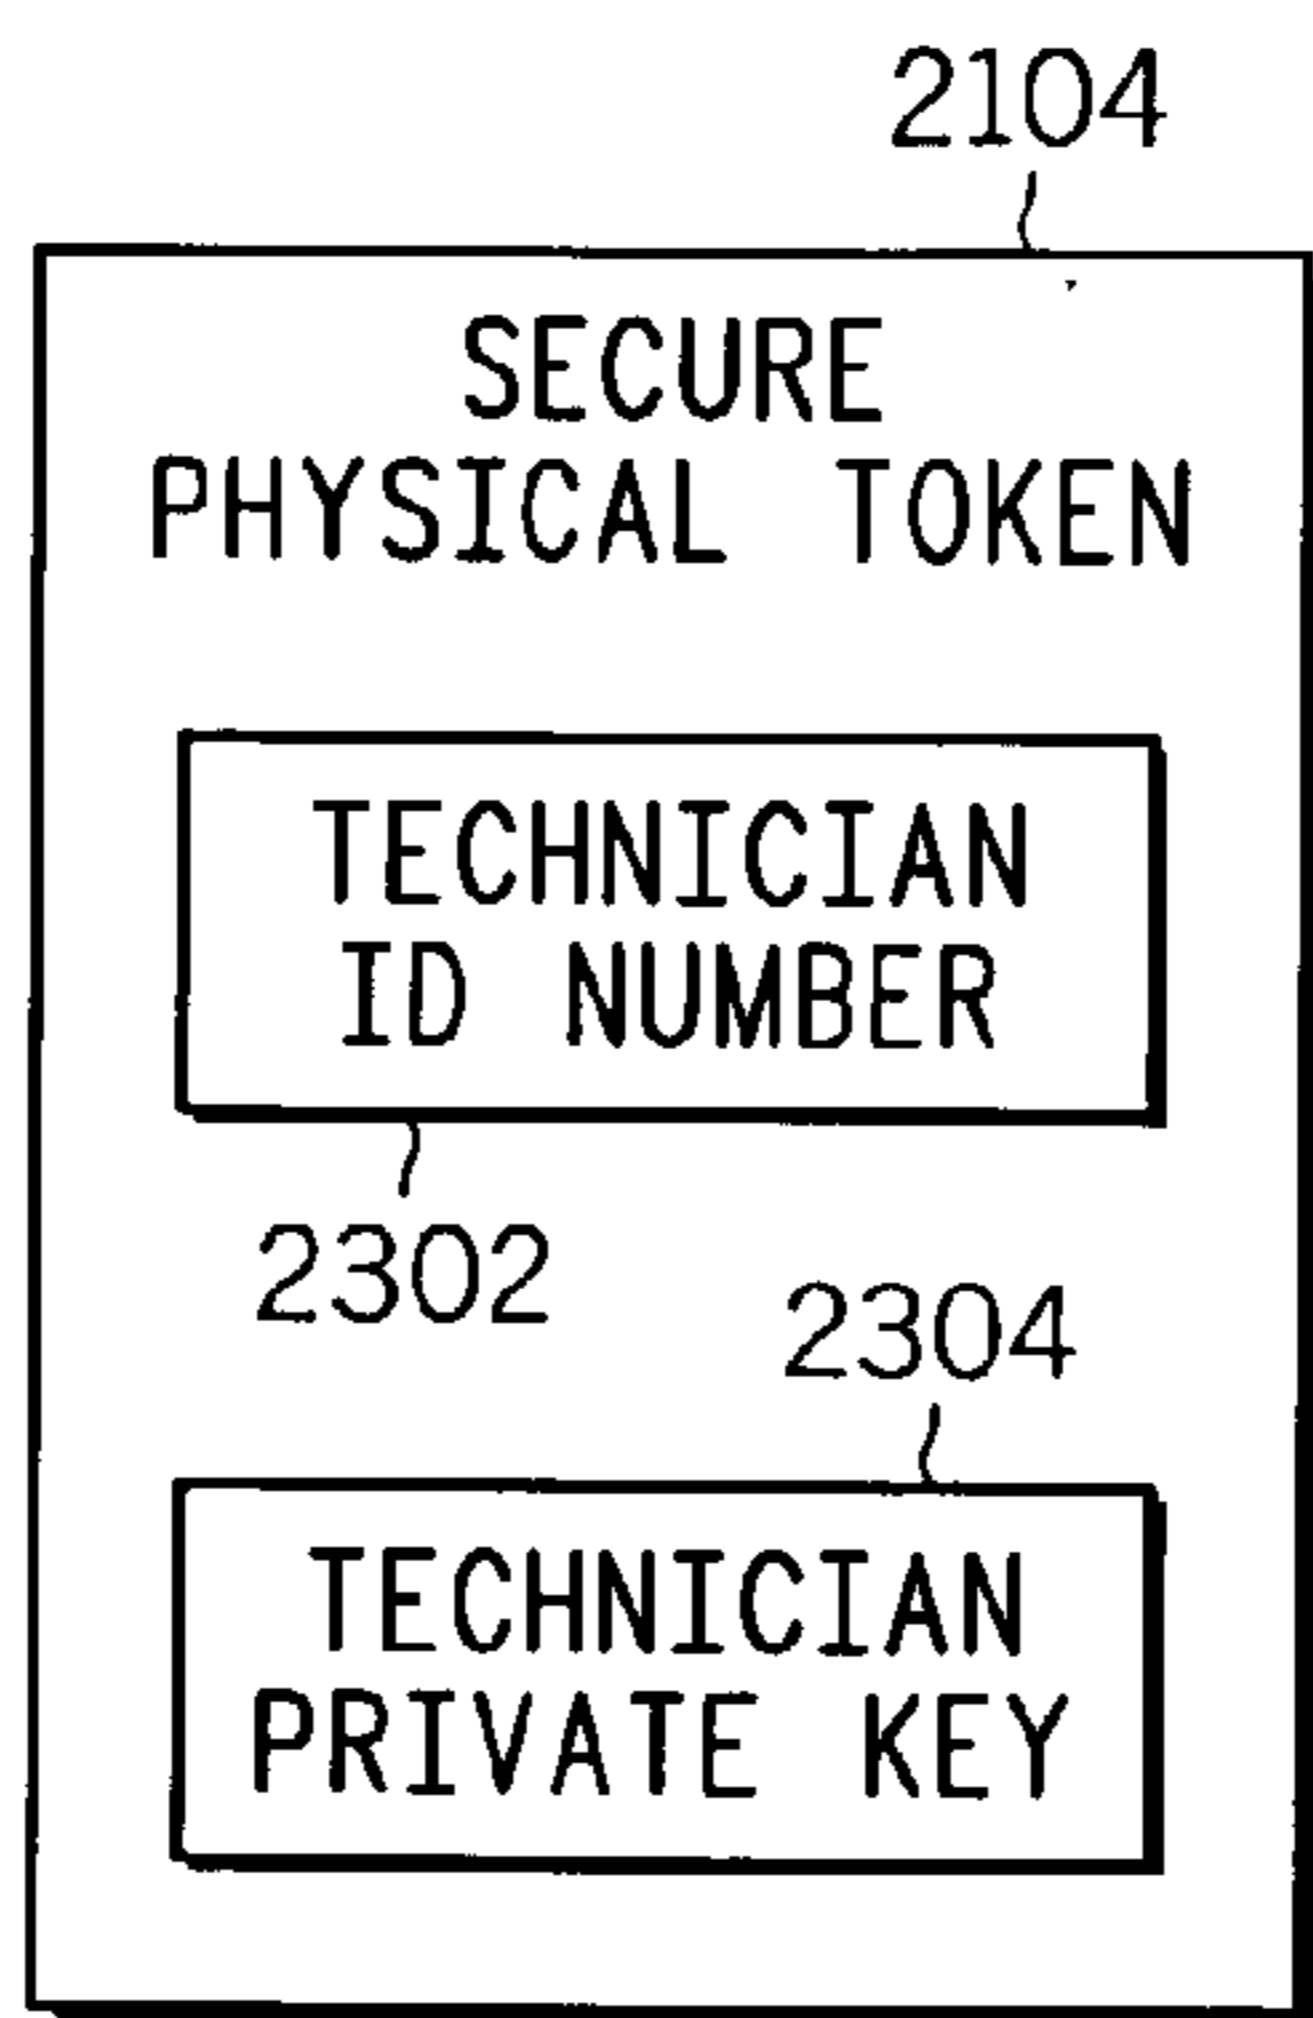 2104
SECURE
PHYSICAL TOKEN
TECHNICIAN
ID NUMBER
2302
2304
TECHNICIAN
PRIVATE KEY